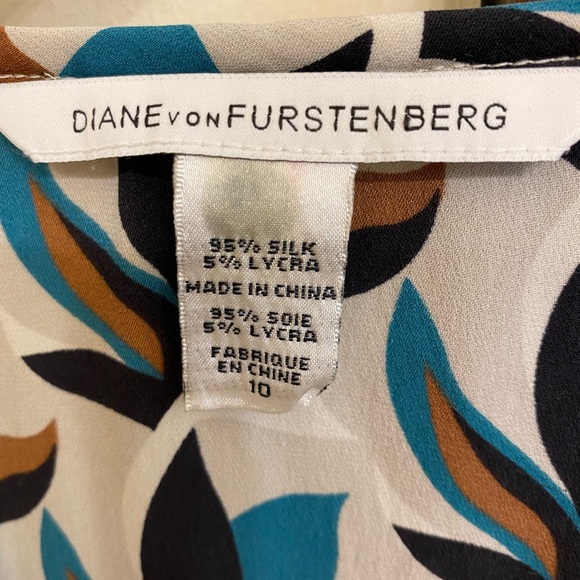 DIANE VON FURSTENBERG
95% SILK
5% LYCRA
MADE IN CHINA
95% SOIE
5% LYCRA
FABRIQUE
EN CHINE
10